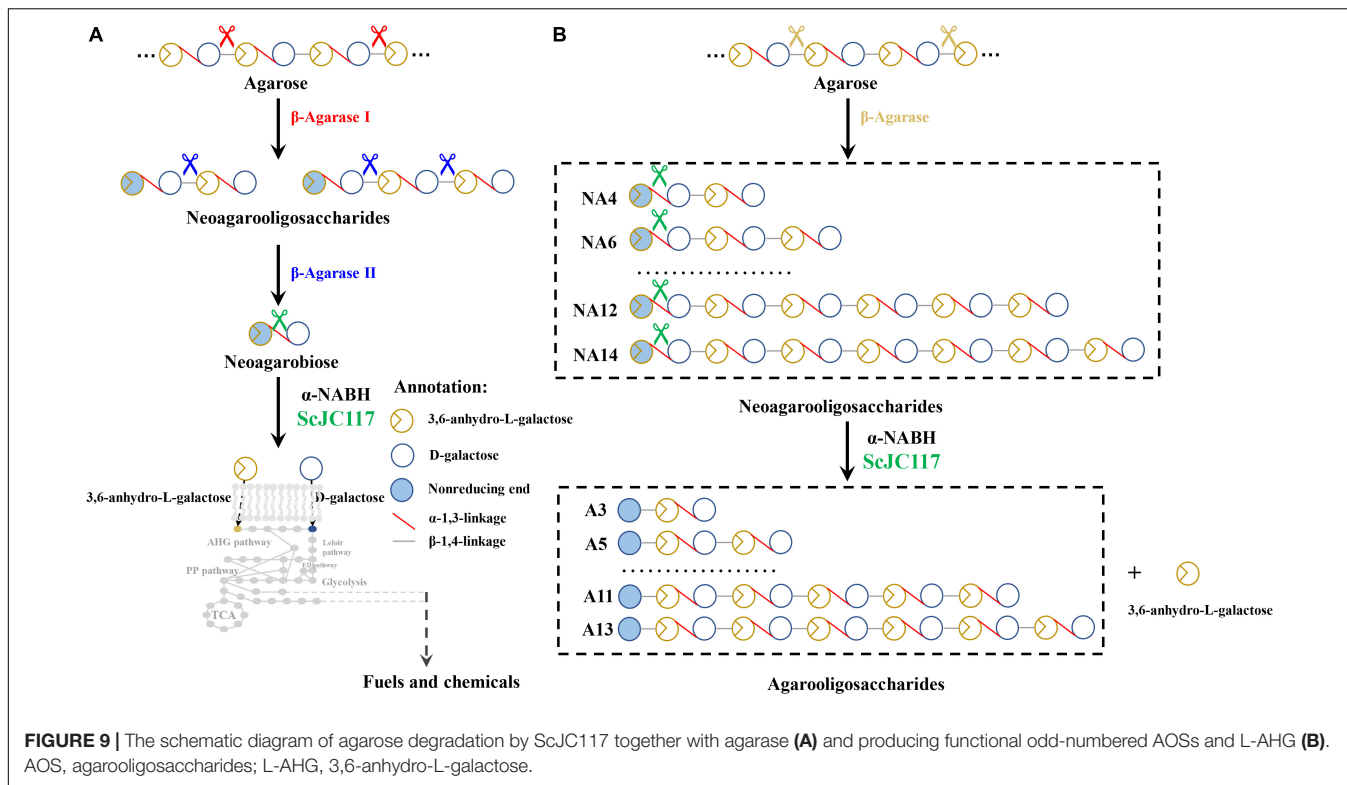 A
...
...
Agarose
β-Agarase I
Neoagarooligosaccharides
β-Agarase II
Neoagarobiose
α-NABH
ScJC117
Annotation:
3,6-anhydro-L-galactose
D-galactose
Nonreducing end
α-1,3-linkage
β-1,4-linkage
3,6-anhydro-L-galactose
D-galactose
AHG pathway
Leloir
pathway
PP pathway
ED pathway
Glycolysis
TCA
Fuels and chemicals
B
...
...
Agarose
β-Agarase
NA4
NA6
NA12
NA14
Neoagarooligosaccharides
α-NABH
ScJC117
A3
A5
A11
A13
+
3,6-anhydro-L-galactose
Agarooligosaccharides
FIGURE 9 | The schematic diagram of agarose degradation by ScJC117 together with agarase (A) and producing functional odd-numbered AOSs and L-AHG (B).
AOS, agarooligosaccharides; L-AHG, 3,6-anhydro-L-galactose.